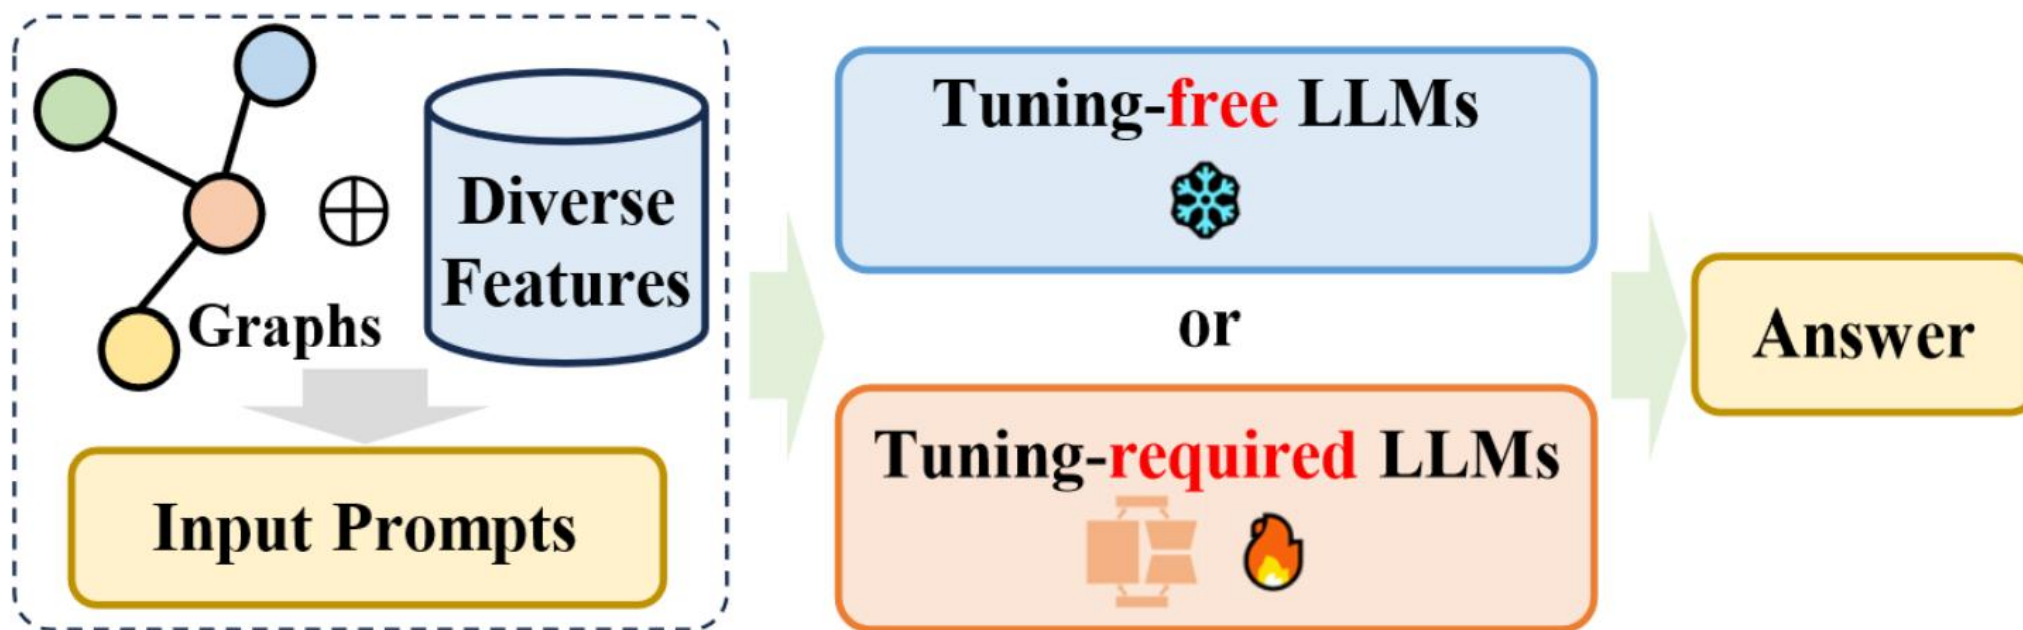 Graphs
Diverse
Features
Input Prompts
Tuning-free LLMs
or
Tuning-required LLMs
Answer